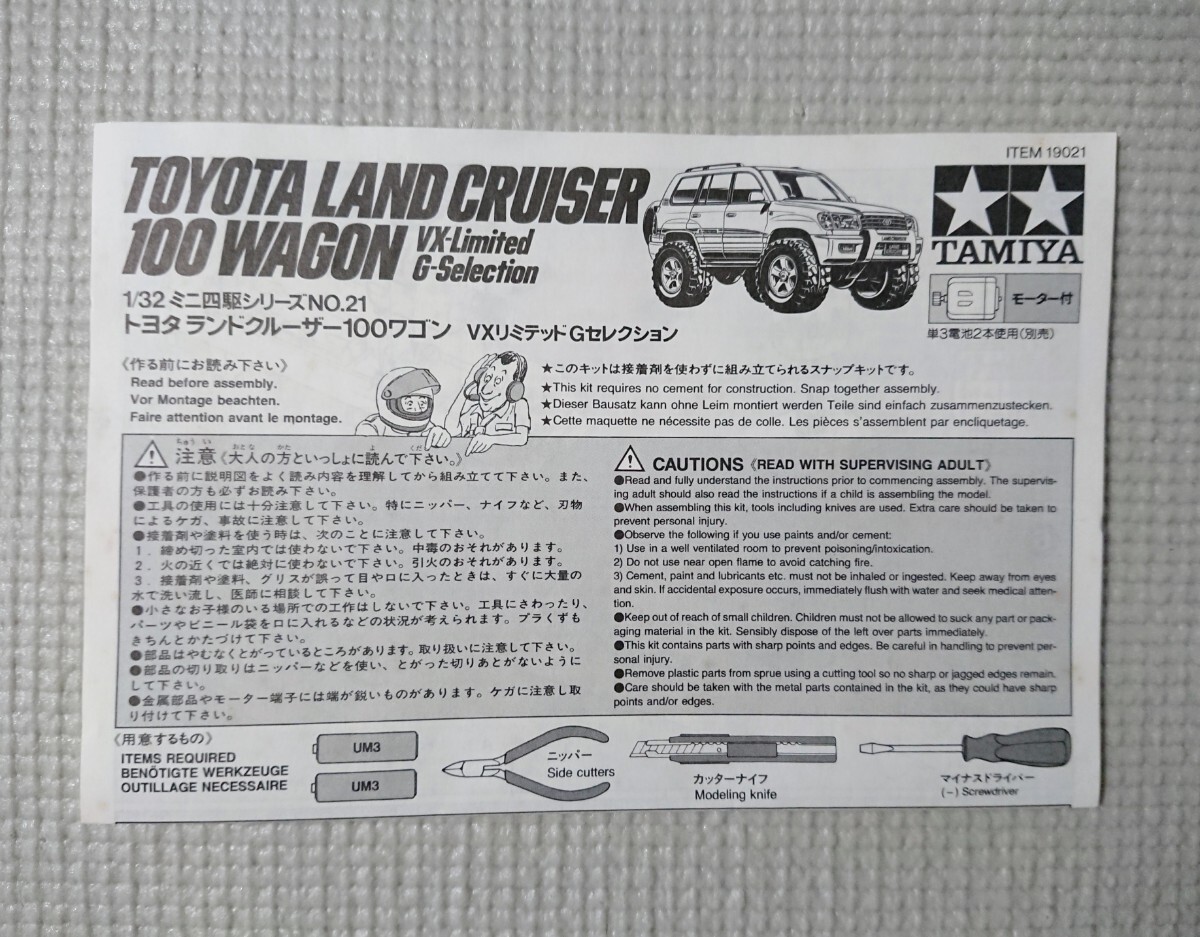 ITEM 19021
TOYOTA LAND CRUISER
100 WAGON VX-Limited
G-Selection
TAMIYA
1/32 ミニ四駆シリーズNO.21
モーター付
トヨタ ランドクルーザー100ワゴン VXリミテッドGセレクション
単3電池2本使用(別売)
《作る前にお読み下さい》
Read before assembly.
Vor Montage beachten.
Faire attention avant le montage.
★このキットは接着剤を使わずに組み立てられるスナップキットです。
★This kit requires no cement for construction. Snap together assembly.
★Dieser Bausatz kann ohne Leim montiert werden Teile sind einfach zusammenzustecken.
★Cette maquette ne nécessite pas de colle. Les pièces s'assemblent par encliquetage.
注意《大人の方といっしょに読んで下さい。》
●作る前に説明図をよく読み内容を理解してから組み立てて下さい。また、
保護者の方も必ずお読み下さい。
●工具の使用には十分注意して下さい。特にニッパー、ナイフなど、刃物
によるケガ、事故に注意して下さい。
●接着剤や塗料を使う時は、次のことに注意して下さい。
1．締め切った室内では使わないで下さい。中毒のおそれがあります。
2．火の近くでは絶対に使わないで下さい。引火のおそれがあります。
3．接着剤や塗料、グリスが誤って目や口に入ったときは、すぐに大量の
水で洗い流し、医師に相談して下さい。
●小さなお子様のいる場所での工作はしないで下さい。工具にさわったり、
パーツやビニール袋を口に入れるなどの状況が考えられます。プラくずも
きちんとかたづけて下さい。
●部品はやむなくとがっているところがあります。取り扱いに注意して下さい。
●部品の切り取りはニッパーなどを使い、とがった切りあとがないように
して下さい。
●金属部品やモーター端子には端が鋭いものがあります。ケガに注意し取
り付けて下さい。
CAUTIONS《READ WITH SUPERVISING ADULT》
●Read and fully understand the instructions prior to commencing assembly. The supervis-
ing adult should also read the instructions if a child is assembling the model.
●When assembling this kit, tools including knives are used. Extra care should be taken to
prevent personal injury.
●Observe the following if you use paints and/or cement:
1) Use in a well ventilated room to prevent poisoning/intoxication.
2) Do not use near open flame to avoid catching fire.
3) Cement, paint and lubricants etc. must not be inhaled or ingested. Keep away from eyes
and skin. If accidental exposure occurs, immediately flush with water and seek medical atten-
tion.
●Keep out of reach of small children. Children must not be allowed to suck any part or pack-
aging material in the kit. Sensibly dispose of the left over parts immediately.
●This kit contains parts with sharp points and edges. Be careful in handling to prevent per-
sonal injury.
●Remove plastic parts from sprue using a cutting tool so no sharp or jagged edges remain.
●Care should be taken with the metal parts contained in the kit, as they could have sharp
points and/or edges.
《用意するもの》
ITEMS REQUIRED
BENÖTIGTE WERKZEUGE
OUTILLAGE NECESSAIRE
UM3
UM3
ニッパー
Side cutters
カッターナイフ
Modeling knife
マイナスドライバー
(−) Screwdriver